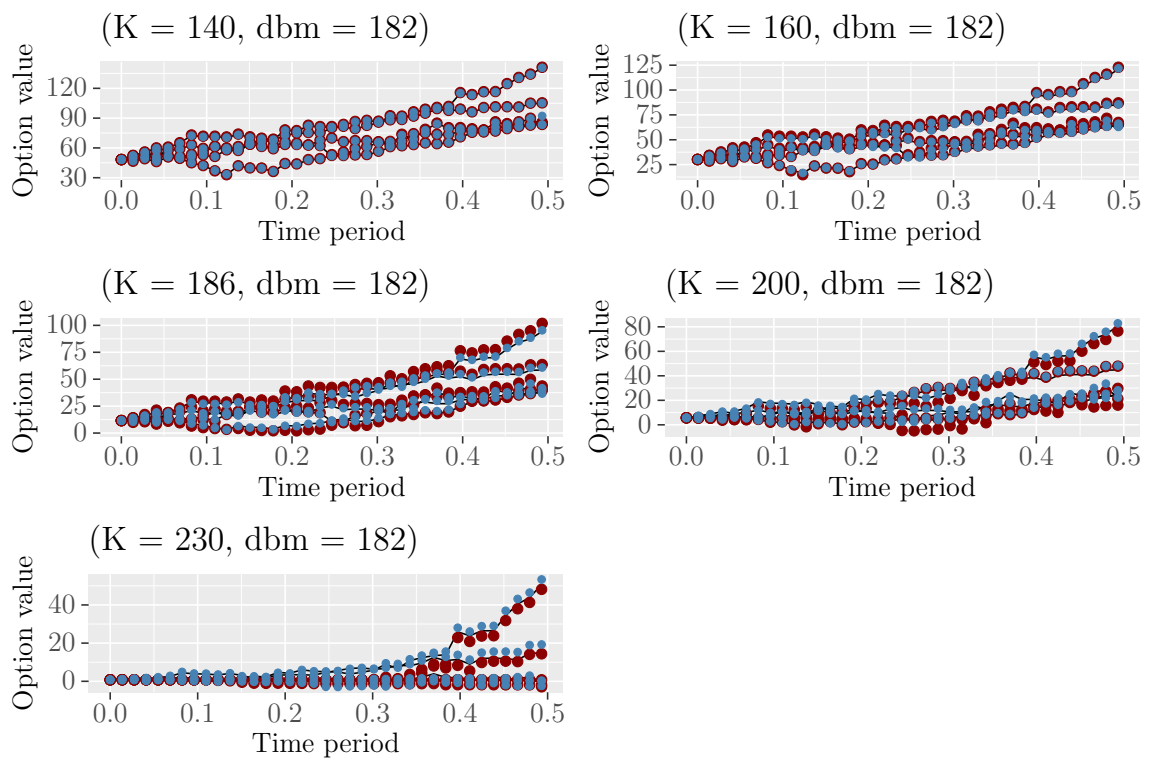 (K = 140, dbm = 182)
Option value
120
90
60
30
0.0 0.1 0.2 0.3 0.4 0.5
Time period
(K = 160, dbm = 182)
Option value
125
100
75
50
25
0.0 0.1 0.2 0.3 0.4 0.5
Time period
(K = 186, dbm = 182)
Option value
100
75
50
25
0
0.0 0.1 0.2 0.3 0.4 0.5
Time period
(K = 200, dbm = 182)
Option value
80
60
40
20
0
0.0 0.1 0.2 0.3 0.4 0.5
Time period
(K = 230, dbm = 182)
Option value
40
20
0
0.0 0.1 0.2 0.3 0.4 0.5
Time period